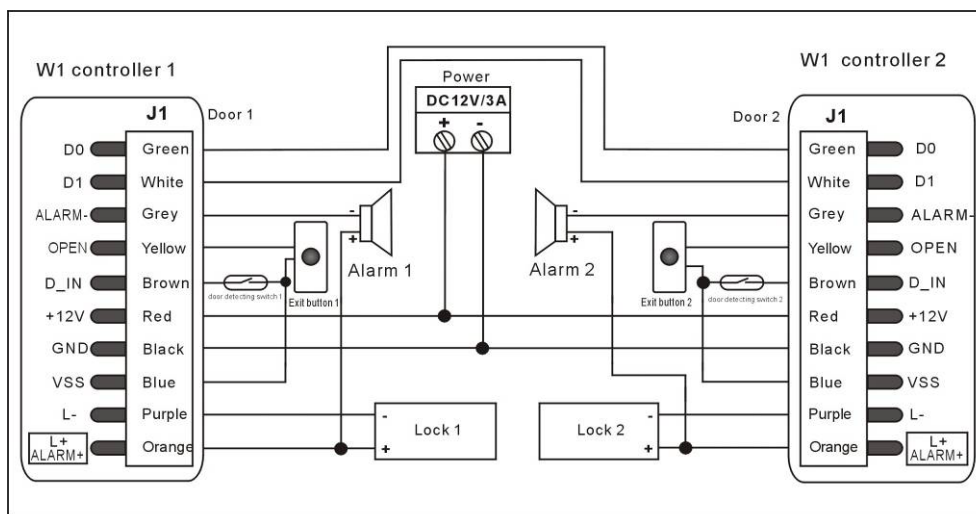 W1 controller 1
W1 controller 2
Power
DC12V/3A
+ -
J1
Door 1
Door 2
J1
D0 Green
Green D0
D1 White
White D1
ALARM- Grey
-
-
Grey ALARM-
OPEN Yellow
+
+
Yellow OPEN
Alarm 1
Alarm 2
D_IN Brown
door detecting switch 1
Exit button 1
Exit button 2
door detecting switch 2
Brown D_IN
+12V Red
Red +12V
GND Black
Black GND
VSS Blue
Blue VSS
L- Purple
- Lock 1 +
Lock 2 - +
Purple L-
L+
ALARM+
Orange
Orange
L+
ALARM+